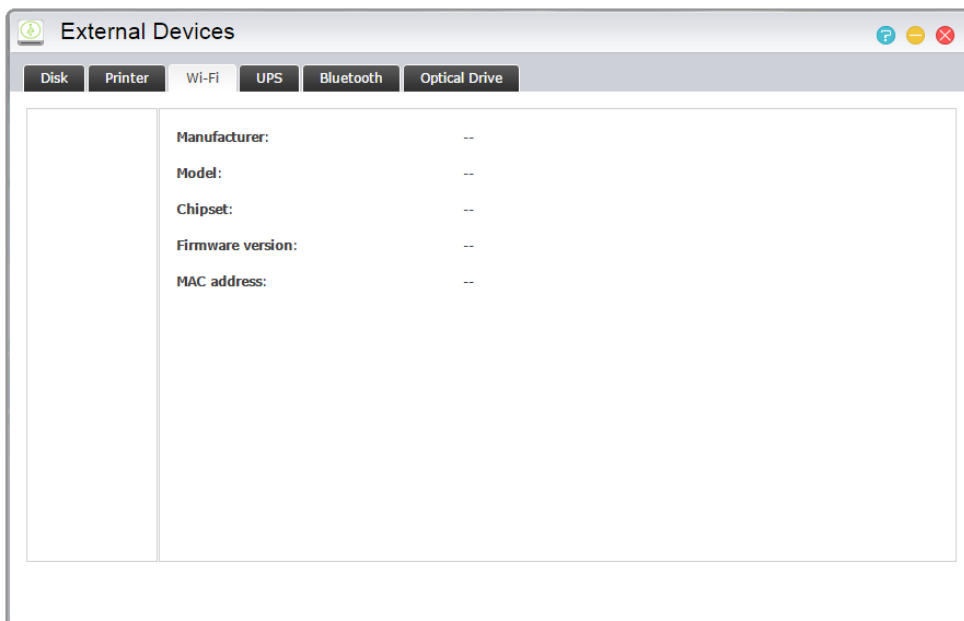 External Devices
?
Disk Printer Wi-Fi UPS Bluetooth Optical Drive
Manufacturer: --
Model: --
Chipset: --
Firmware version: --
MAC address: --